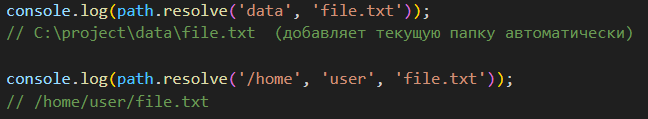 console.log(path.resolve('data', 'file.txt'));
// C:\project\data\file.txt  (добавляет текущую папку автоматически)
console.log(path.resolve('/home', 'user', 'file.txt'));
// /home/user/file.txt